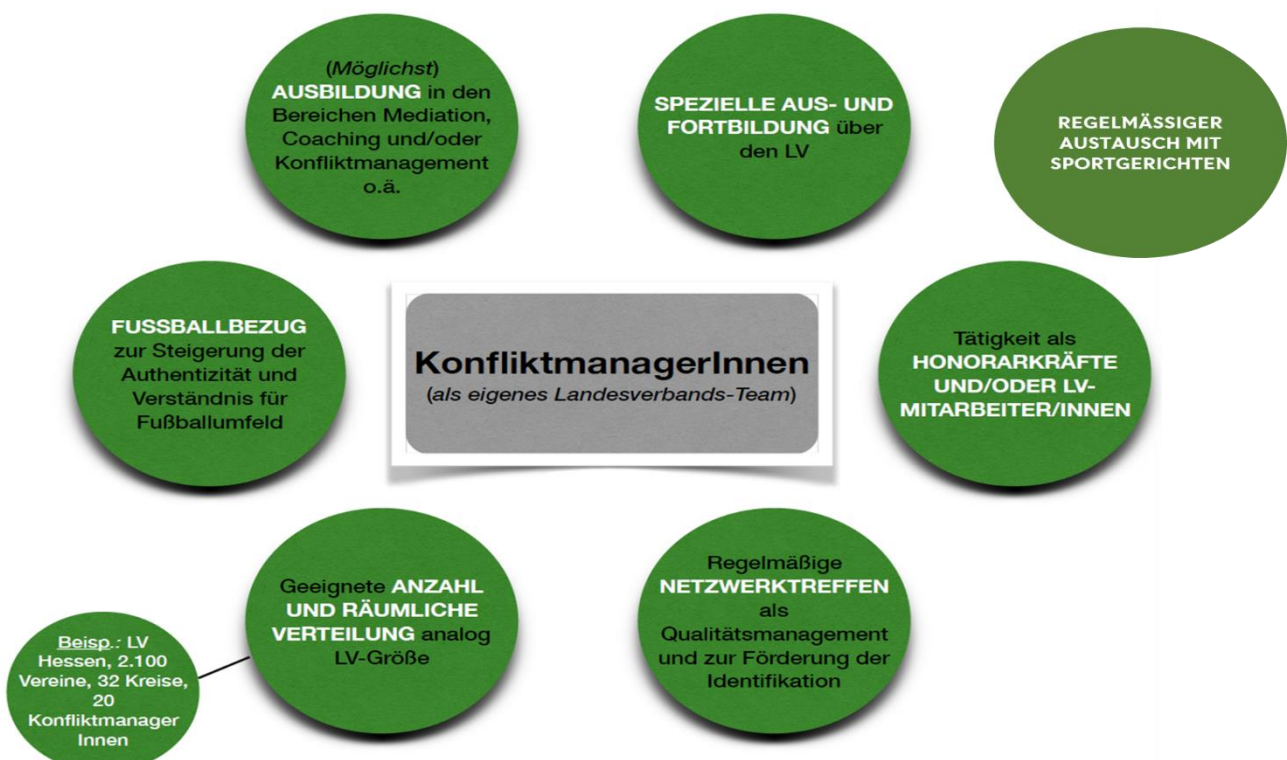 (Möglichst)
AUSBILDUNG in den
Bereichen Mediation,
Coaching und/oder
Konfliktmanagement
o.ä.
SPEZIELLE AUS- UND
FORTBILDUNG über
den LV
REGELMÄSSIGER
AUSTAUSCH MIT
SPORTGERICHTEN
FUSSBALLBEZUG
zur Steigerung der
Authentizität und
Verständnis für
Fußballumfeld
KonfliktmanagerInnen
(als eigenes Landesverbands-Team)
Tätigkeit als
HONORARKRÄFTE
UND/ODER LV-
MITARBEITER/INNEN
Geeignete ANZAHL
UND RÄUMLICHE
VERTEILUNG analog
LV-Größe
Regelmäßige
NETZWERKTREFFEN
als
Qualitätsmanagement
und zur Förderung der
Identifikation
Beisp.: LV
Hessen, 2.100
Vereine, 32 Kreise,
20
Konfliktmanager
Innen